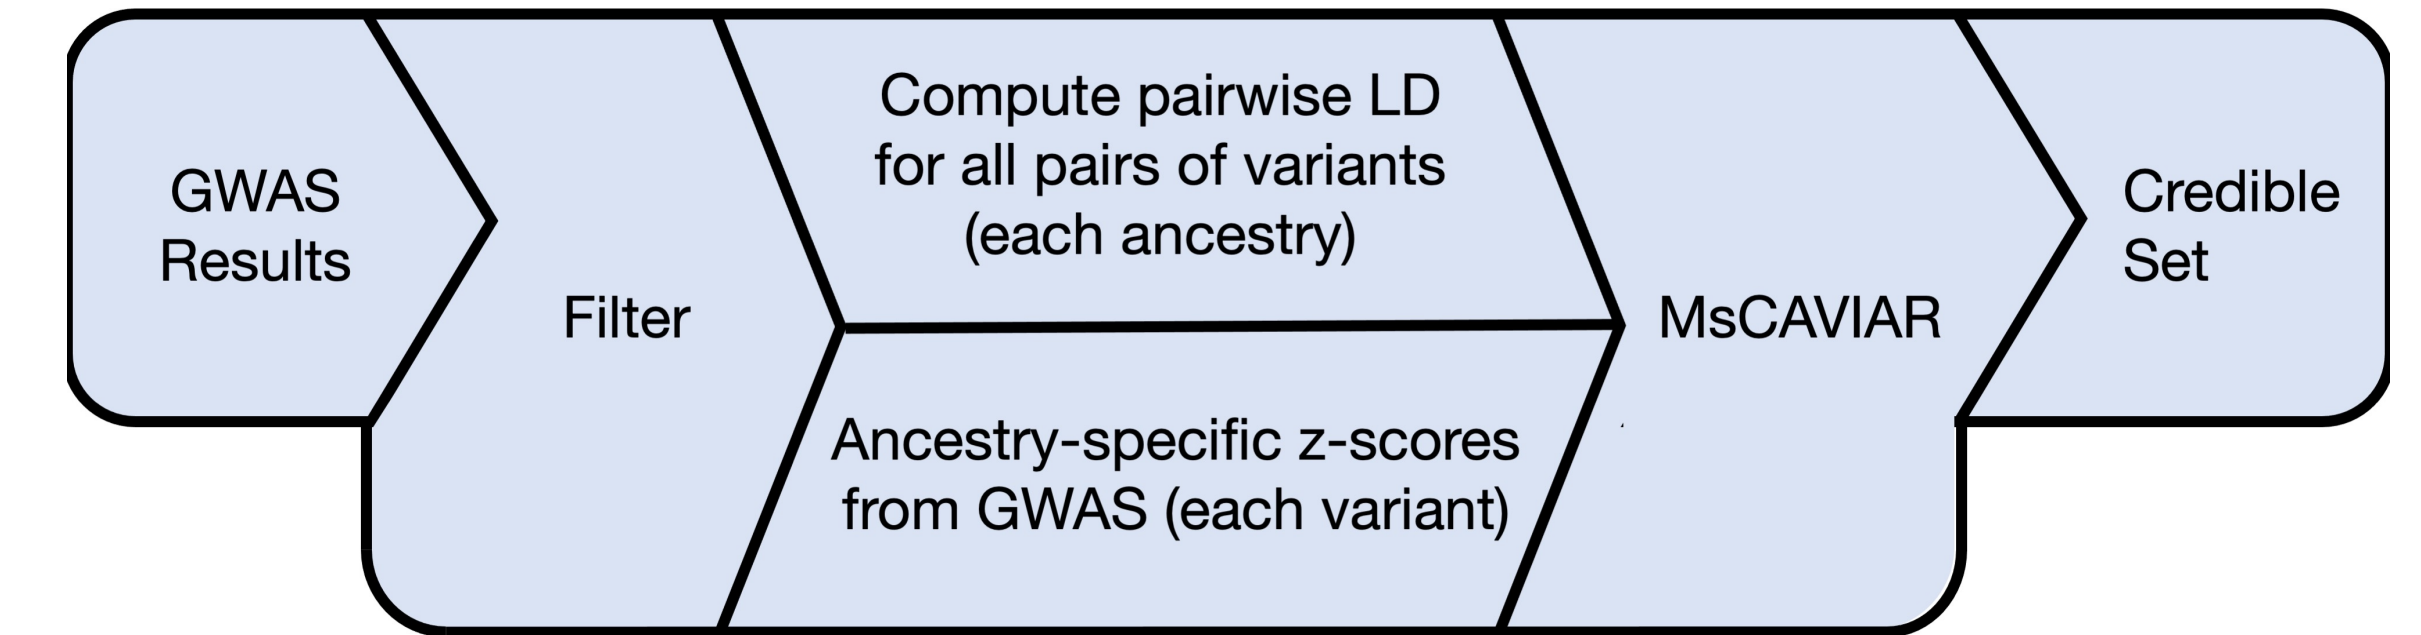 GWAS
Results
Filter
Compute pairwise LD
for all pairs of variants
(each ancestry)
Ancestry-specific z-scores
from GWAS (each variant)
MsCAVIAR
Credible
Set